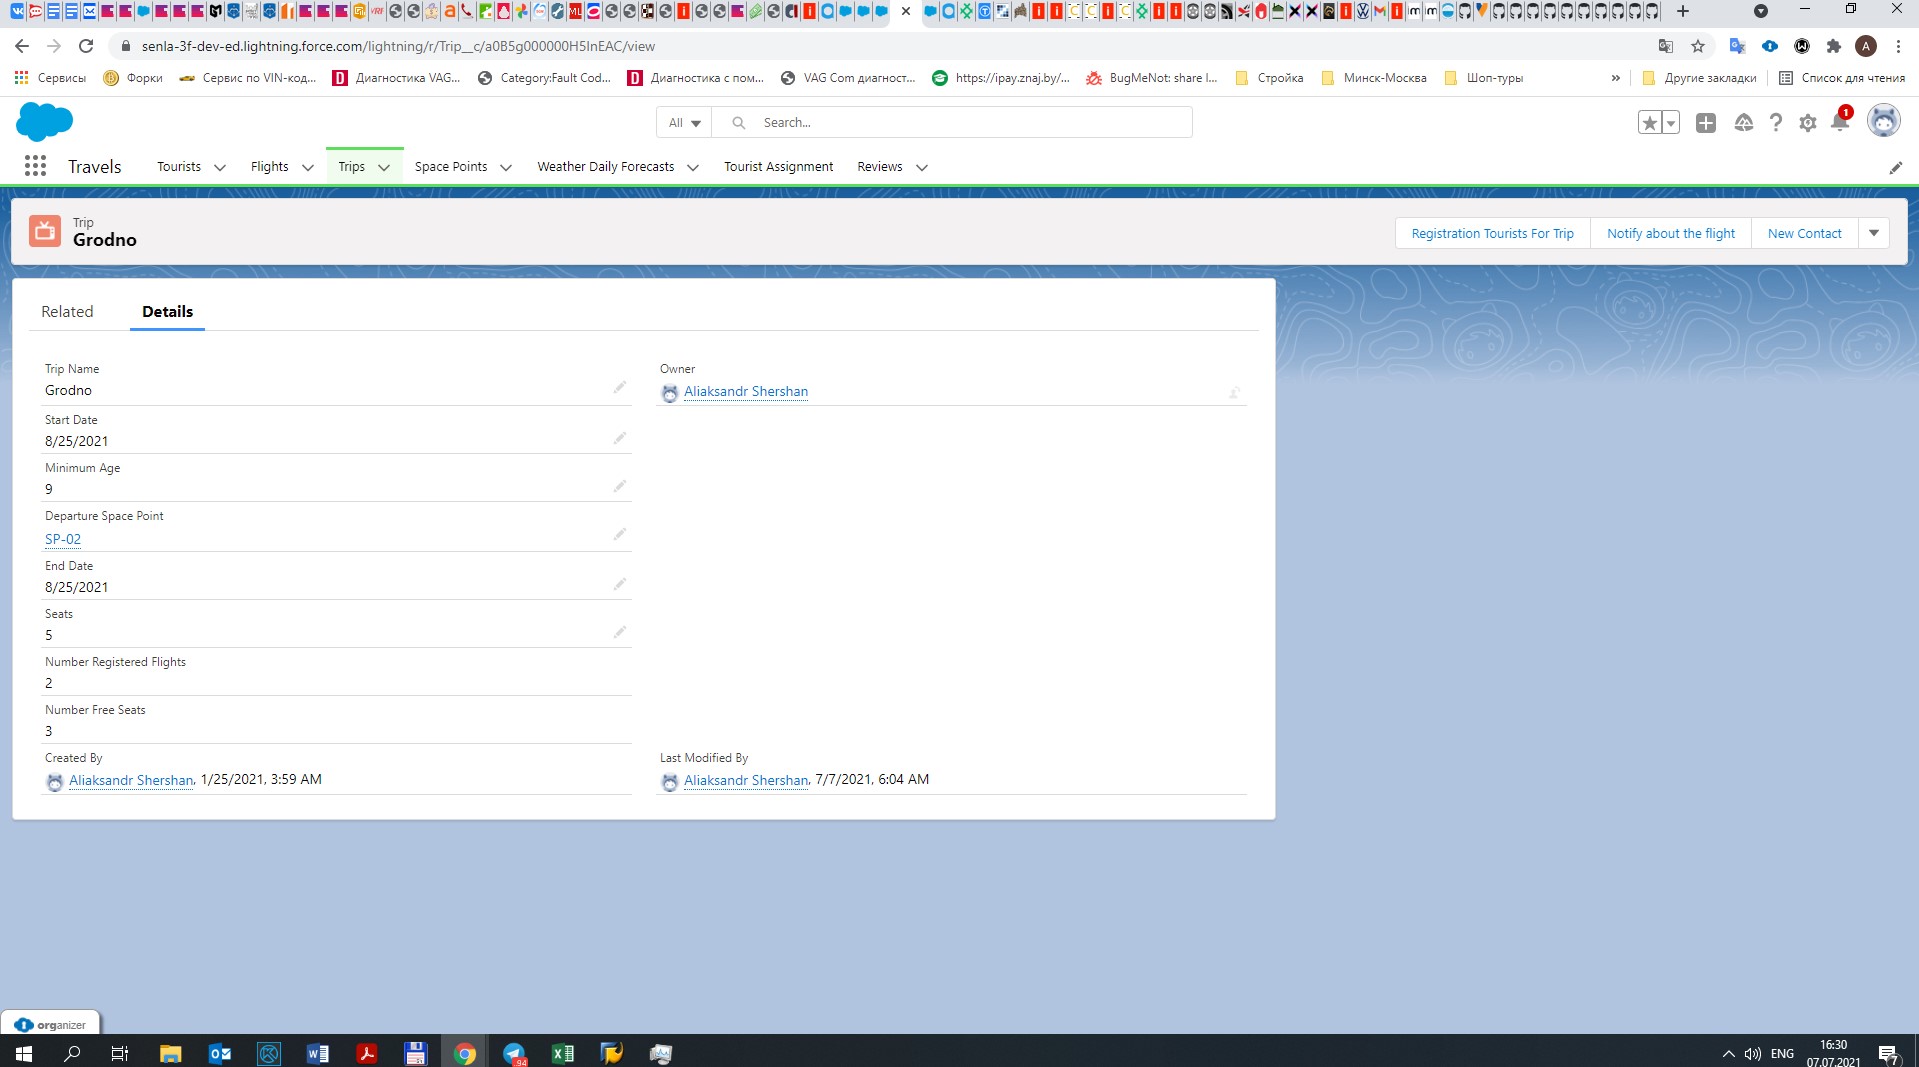 senla-3f-dev-ed.lightning.force.com/lightning/r/Trip__c/a0B5g000000H5InEAC/view
A
Сервисы
Форки
Сервис по VIN-код...
Диагностика VAG...
Category:Fault Cod...
Диагностика с пом...
VAG Com диагност...
https://ipay.znaj.by/...
BugMeNot: share l...
Стройка
Минск-Москва
Шоп-туры
»
Другие закладки
Список для чтения
All
Search...
1
Travels
Tourists
Flights
Trips
Space Points
Weather Daily Forecasts
Tourist Assignment
Reviews
Trip
Grodno
Registration Tourists For Trip
Notify about the flight
New Contact
Related
Details
Trip Name
Grodno
Owner
Aliaksandr Shershan
Start Date
8/25/2021
Minimum Age
9
Departure Space Point
SP-02
End Date
8/25/2021
Seats
5
Number Registered Flights
2
Number Free Seats
3
Created By
Aliaksandr Shershan, 1/25/2021, 3:59 AM
Last Modified By
Aliaksandr Shershan, 7/7/2021, 6:04 AM
organizer
94
ENG
16:30
07.07.2021
7